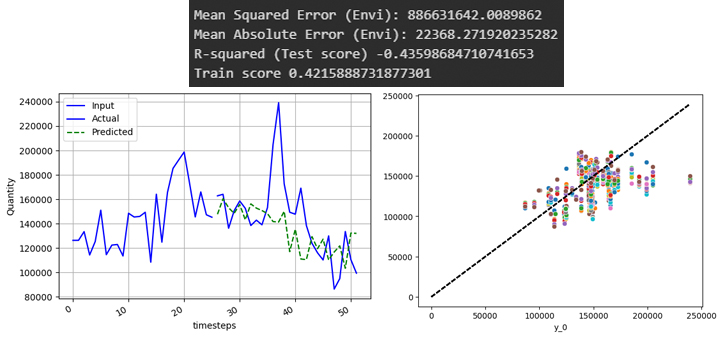 Mean Squared Error (Envi): 886631642.0089862
Mean Absolute Error (Envi): 22368.271920235282
R-squared (Test score) -0.43598684710741653
Train score 0.4215888731877301
Input
Actual
Predicted
Quantity
240000
220000
200000
180000
160000
140000
120000
100000
80000
0
10
20
30
40
50
timesteps
250000
200000
150000
100000
50000
0
0
50000
100000
150000
200000
250000
y_0